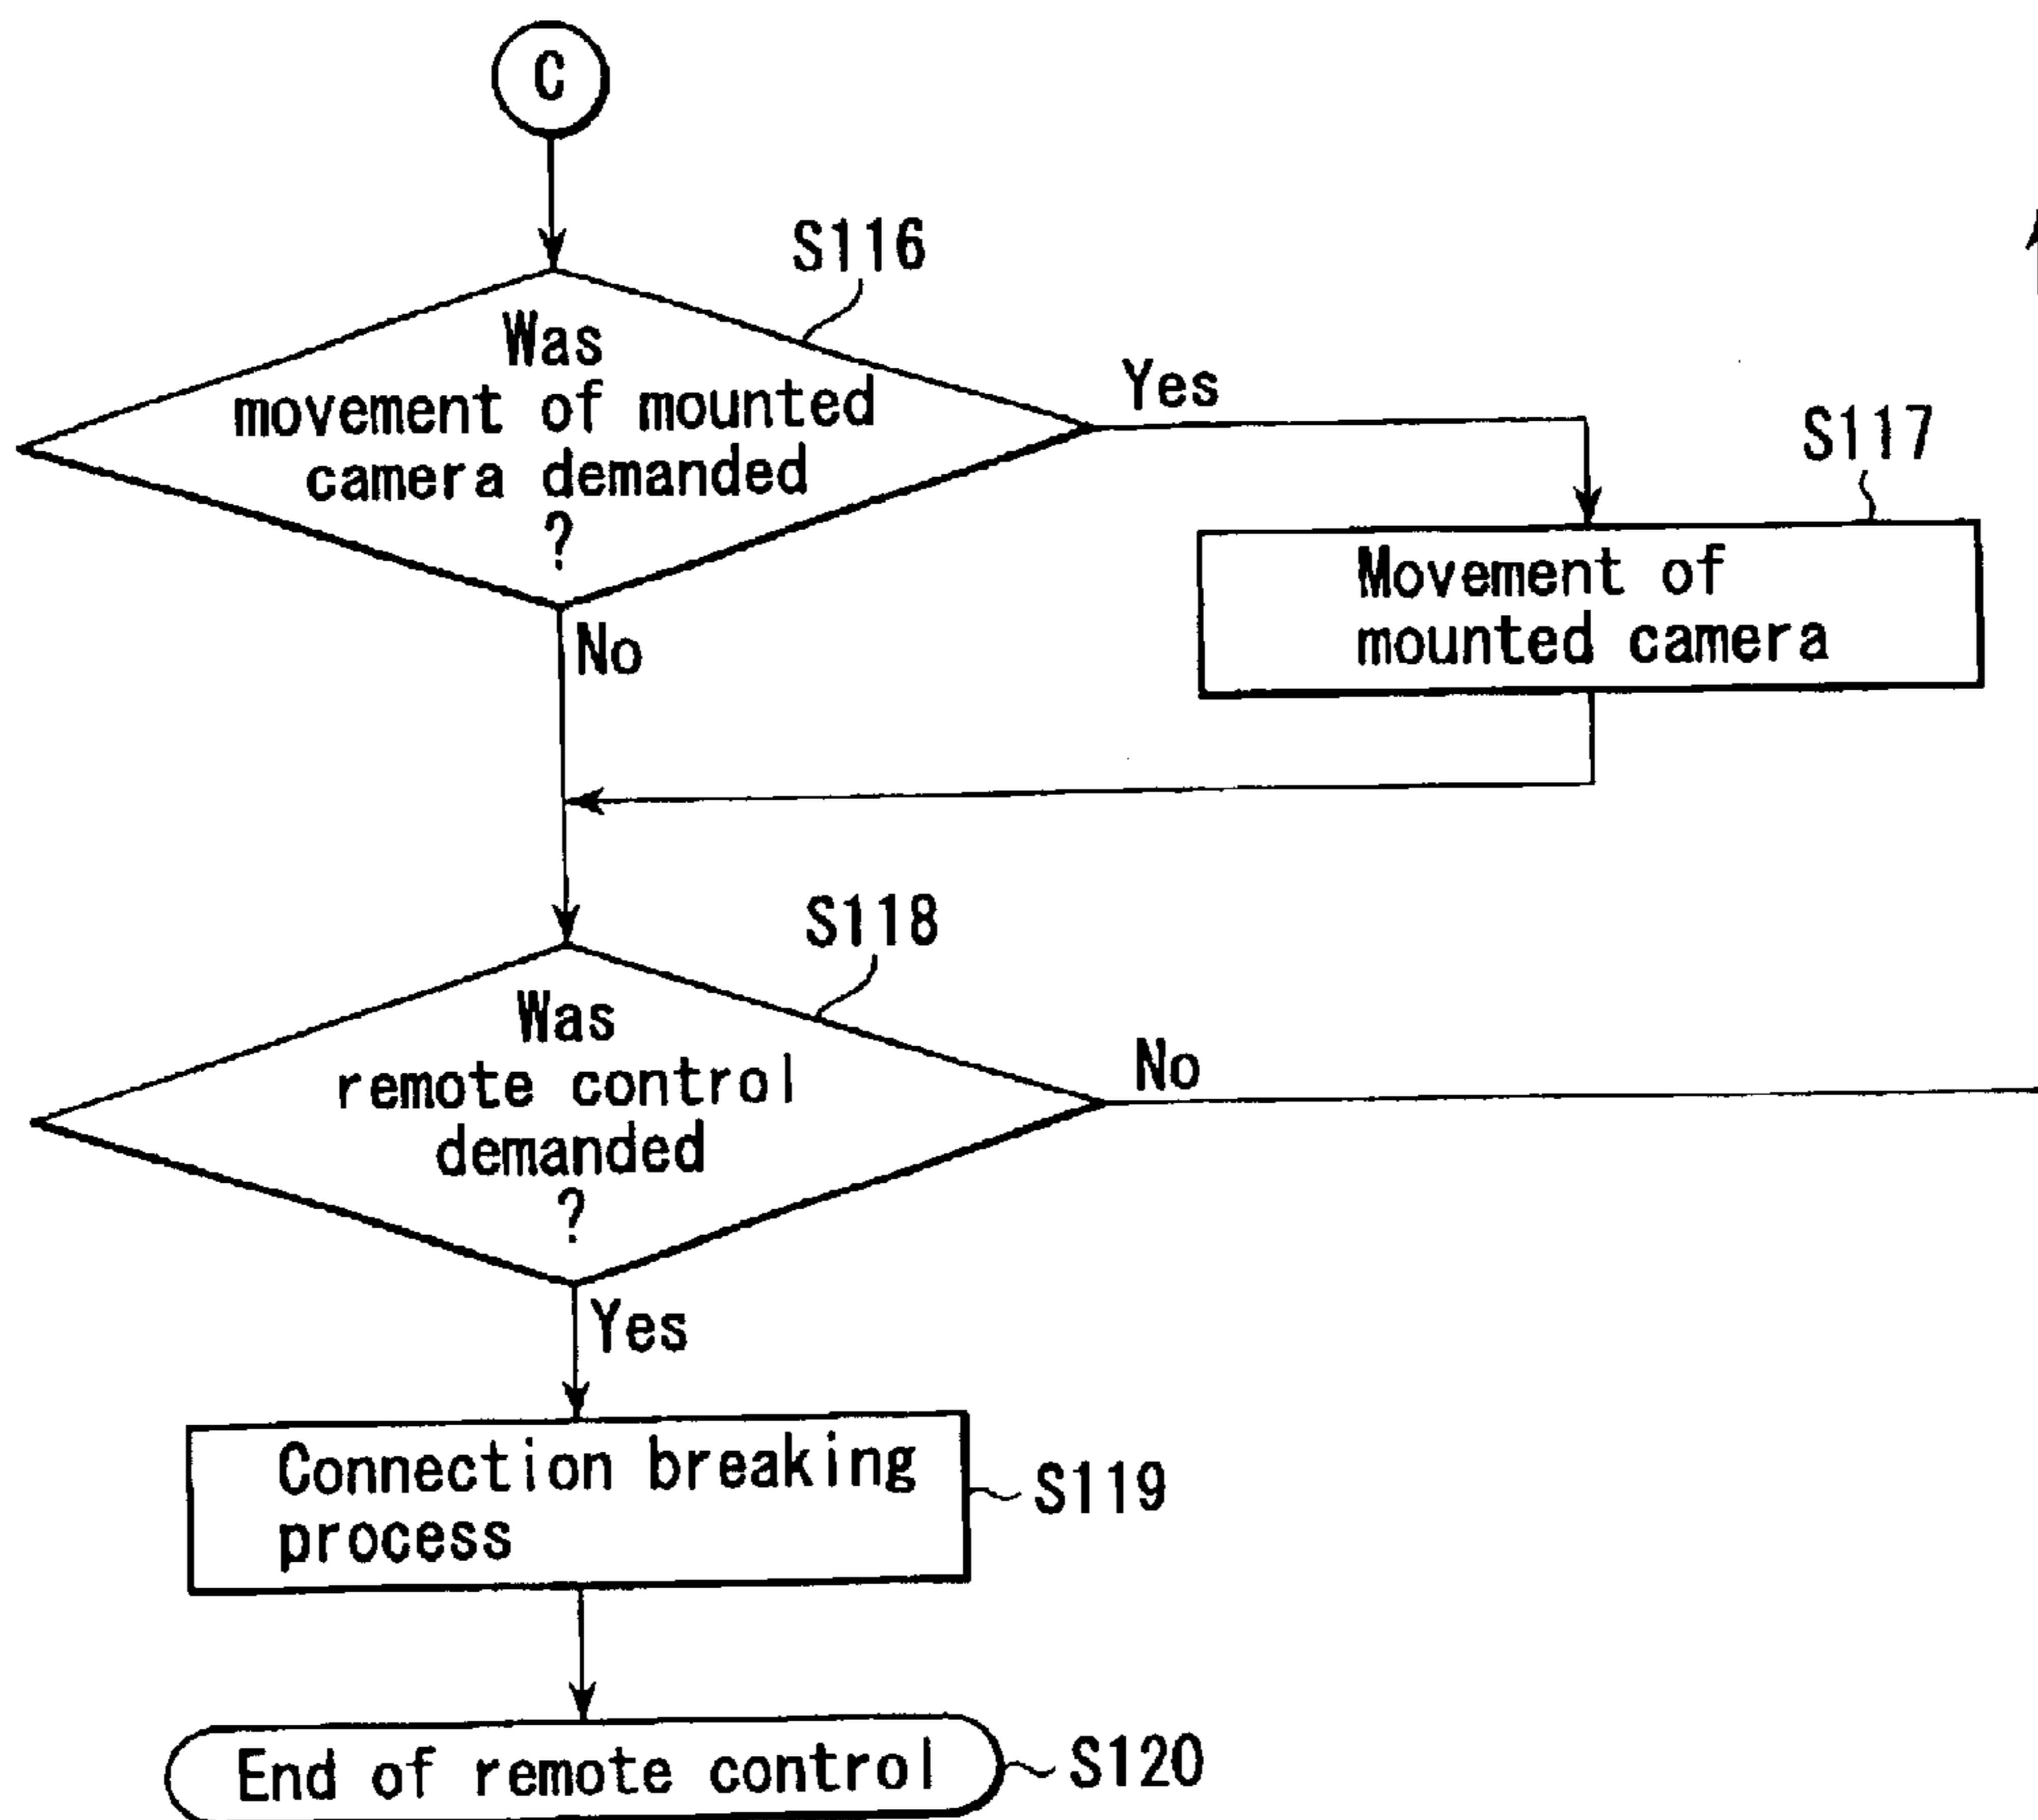 C
S116
Was
movement of mounted
camera demanded
?
Yes
No
S117
Movement of
mounted camera
S118
Was
remote control
demanded
?
No
Yes
Connection breaking
process
S119
End of remote control
S120